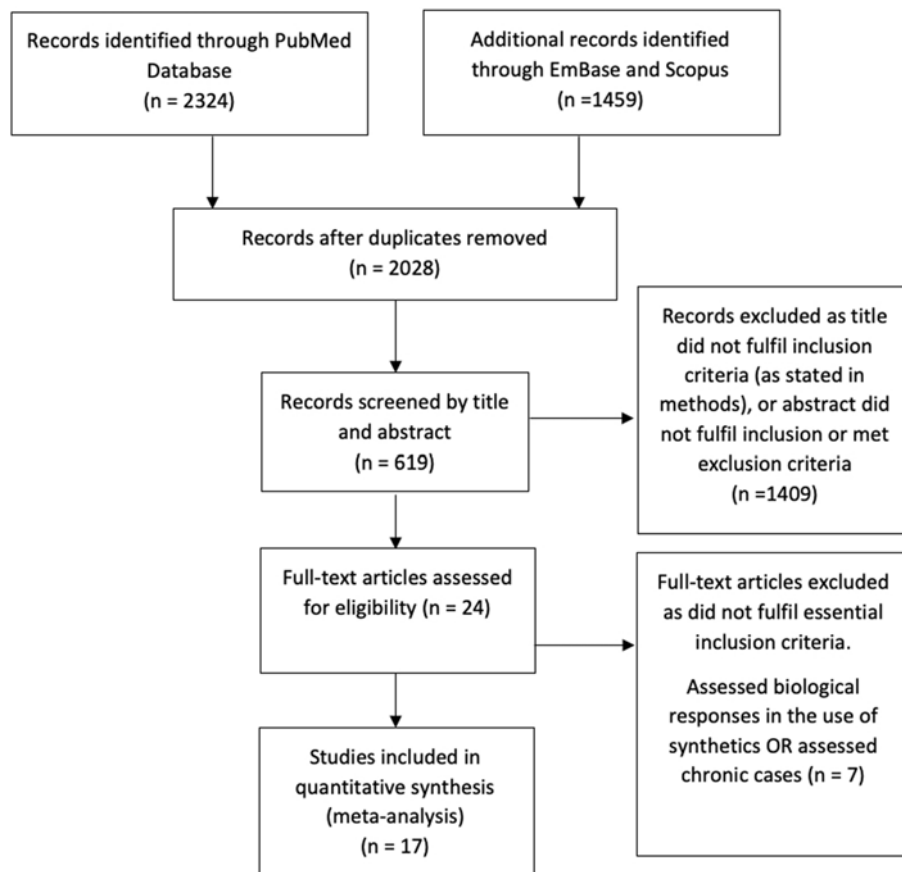 Records identified through PubMed
Database
(n = 2324)
Additional records identified
through EmBase and Scopus
(n =1459)
Records after duplicates removed
(n = 2028)
Records screened by title
and abstract
(n = 619)
Records excluded as title
did not fulfil inclusion
criteria (as stated in
methods), or abstract did
not fulfil inclusion or met
exclusion criteria
(n =1409)
Full-text articles assessed
for eligibility (n = 24)
Full-text articles excluded
as did not fulfil essential
inclusion criteria.
Assessed biological
responses in the use of
synthetics OR assessed
chronic cases (n = 7)
Studies included in
quantitative synthesis
(meta-analysis)
(n = 17)